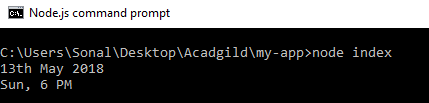 Node.js command prompt
C:\Users\Sonal\Desktop\Acadgild\my-app>node index
13th May 2018
Sun, 6 PM